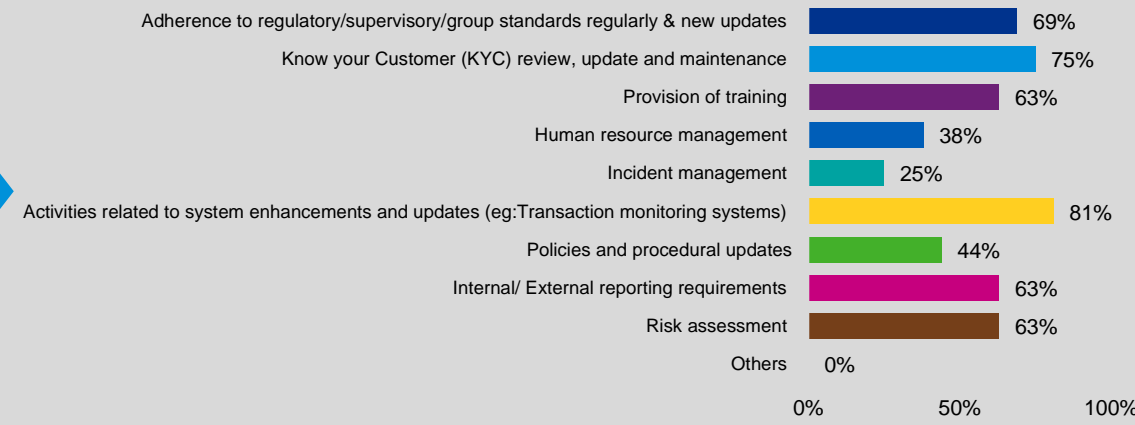 Adherence to regulatory/supervisory/group standards regularly & new updates 69%
Know your Customer (KYC) review, update and maintenance 75%
Provision of training 63%
Human resource management 38%
Incident management 25%
Activities related to system enhancements and updates (eg:Transaction monitoring systems) 81%
Policies and procedural updates 44%
Internal/ External reporting requirements 63%
Risk assessment 63%
Others 0%
0% 50% 100%